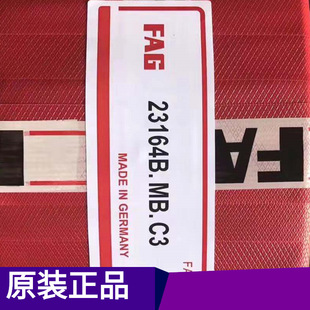 FAG
23164B.MB.C3
MADE IN GERMANY
FA
FA
原装正品